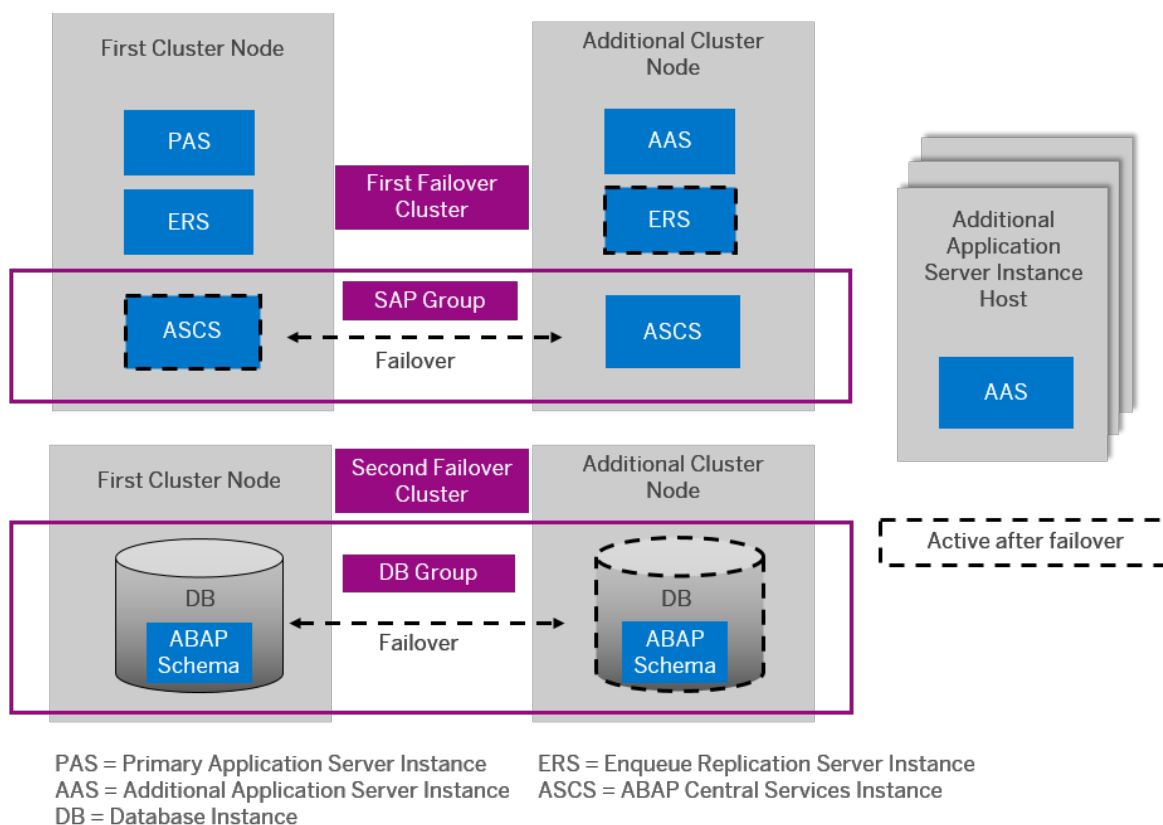 First Cluster Node
PAS
ERS
First Failover
Cluster
Additional Cluster
Node
AAS
ERS
SAP Group
ASCS
Failover
ASCS
Additional
Application
Server Instance
Host
AAS
First Cluster Node
Second Failover
Cluster
Additional Cluster
Node
DB Group
DB
ABAP
Schema
Failover
DB
ABAP
Schema
Active after failover
PAS = Primary Application Server Instance
AAS = Additional Application Server Instance
DB = Database Instance
ERS = Enqueue Replication Server Instance
ASCS = ABAP Central Services Instance